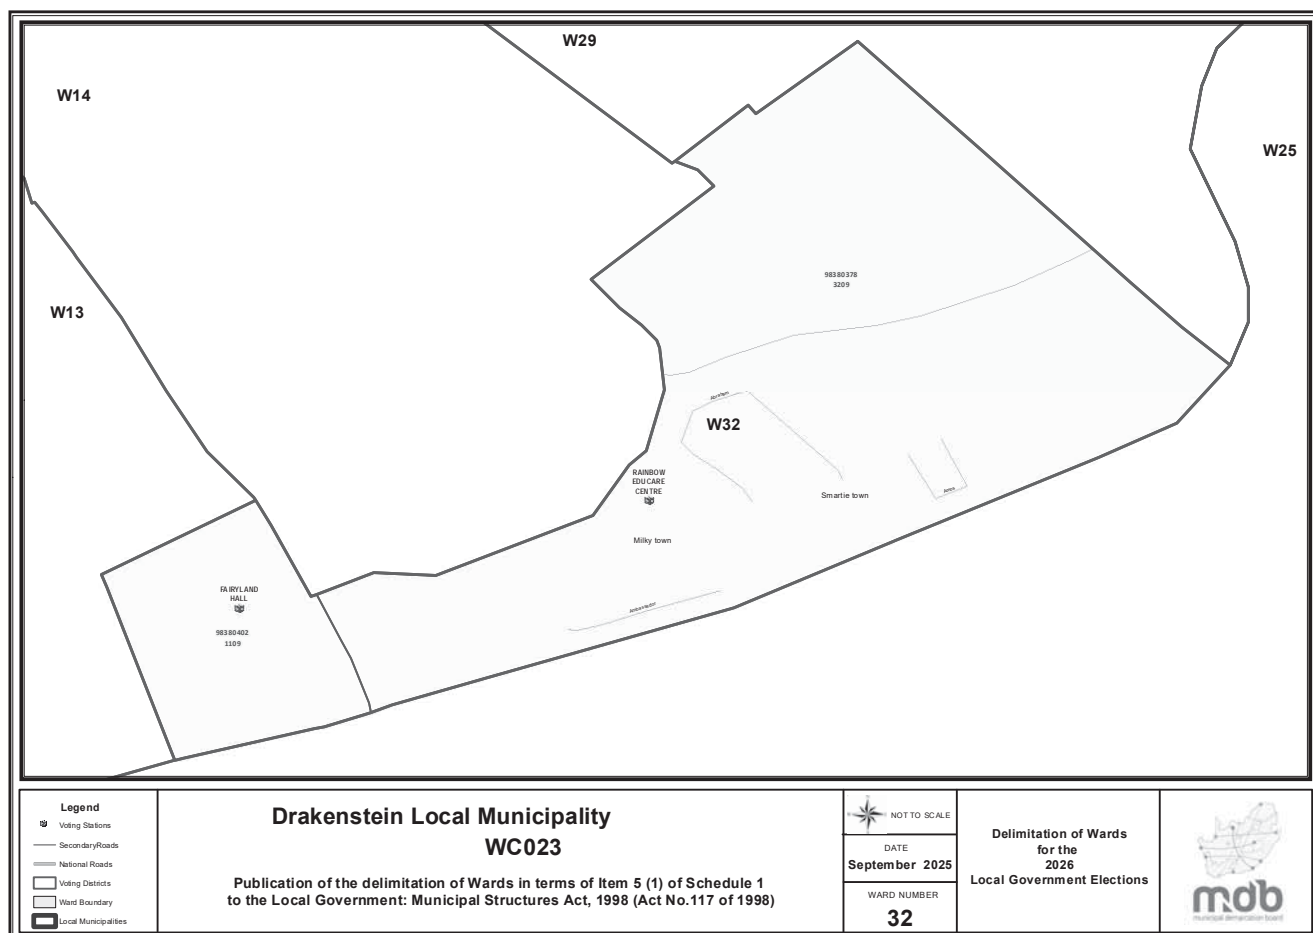 W29
W14
W25
98380378
3209
W13
Abraham
W32
RAINBOW
EDUCARE
CENTRE
Smartie town
Milky town
FAIRYLAND
HALL
98380402
1109
Legend
Voting Stations
SecondaryRoads
National Roads
Voting Districts
Ward Boundary
Local Municipalities
Drakenstein Local Municipality
WC023
Publication of the delimitation of Wards in terms of Item 5 (1) of Schedule 1
to the Local Government: Municipal Structures Act, 1998 (Act No.117 of 1998)
NOT TO SCALE
DATE
September 2025
WARD NUMBER
32
Delimitation of Wards
for the
2026
Local Government Elections
mdb
municipal demarcation board